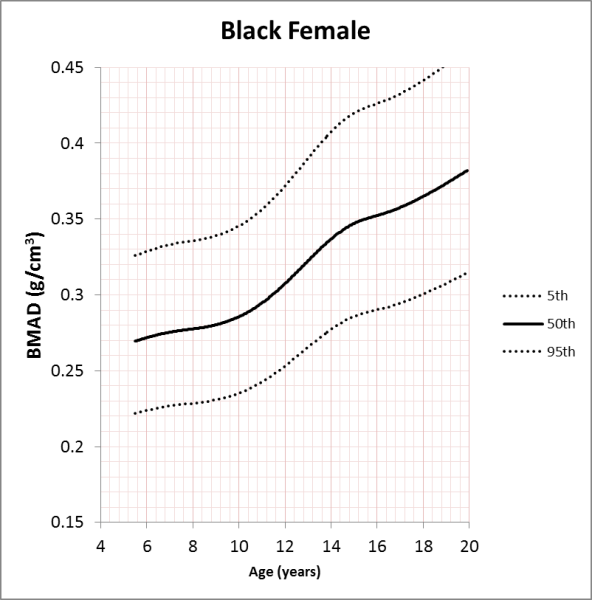 Black Female
0.45
0.4
0.35
0.3
0.25
0.2
0.15
BMAD (g/cm³)
4 6 8 10 12 14 16 18 20
Age (years)
5th
50th
95th